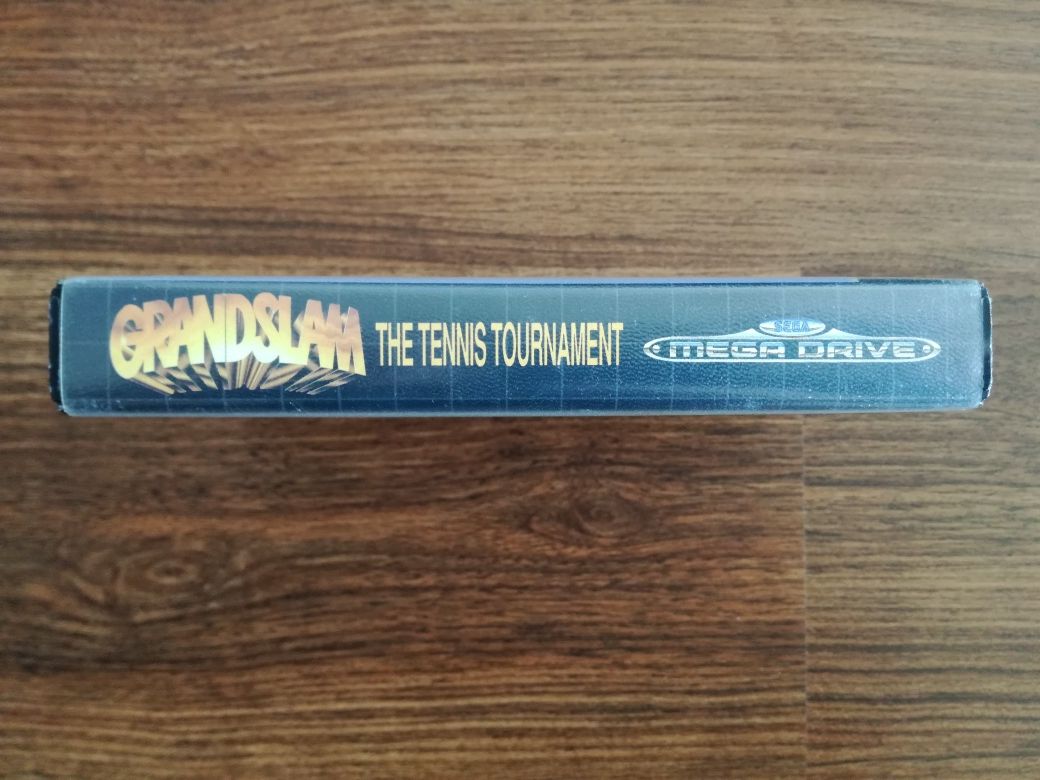 GRANDSLAM THE TENNIS TOURNAMENT
SEGA
MEGA DRIVE